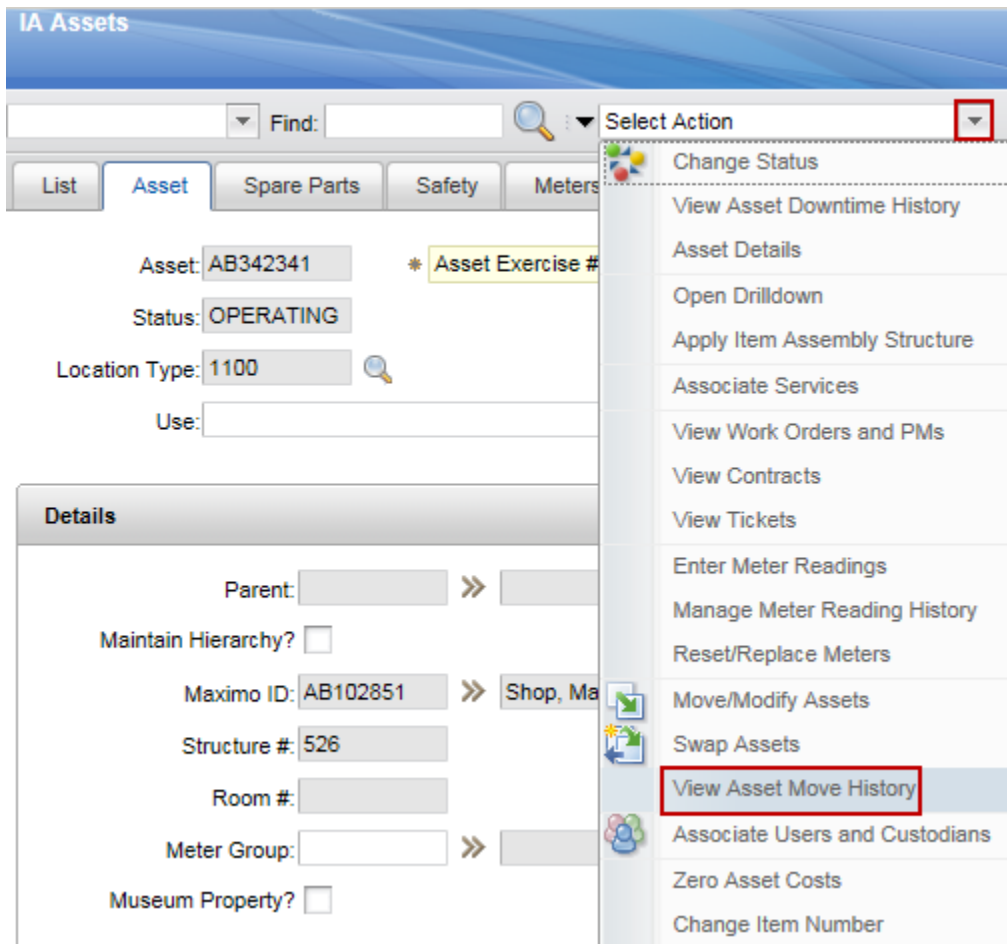 IA Assets
Find:
Select Action
List Asset Spare Parts Safety Meters
Asset: AB342341 * Asset Exercise #
Status: OPERATING
Location Type: 1100
Use:
Details
Parent:
Maintain Hierarchy?
Maximo ID: AB102851 Shop, Ma
Structure #: 526
Room #:
Meter Group:
Museum Property?
Change Status
View Asset Downtime History
Asset Details
Open Drilldown
Apply Item Assembly Structure
Associate Services
View Work Orders and PMs
View Contracts
View Tickets
Enter Meter Readings
Manage Meter Reading History
Reset/Replace Meters
Move/Modify Assets
Swap Assets
View Asset Move History
Associate Users and Custodians
Zero Asset Costs
Change Item Number